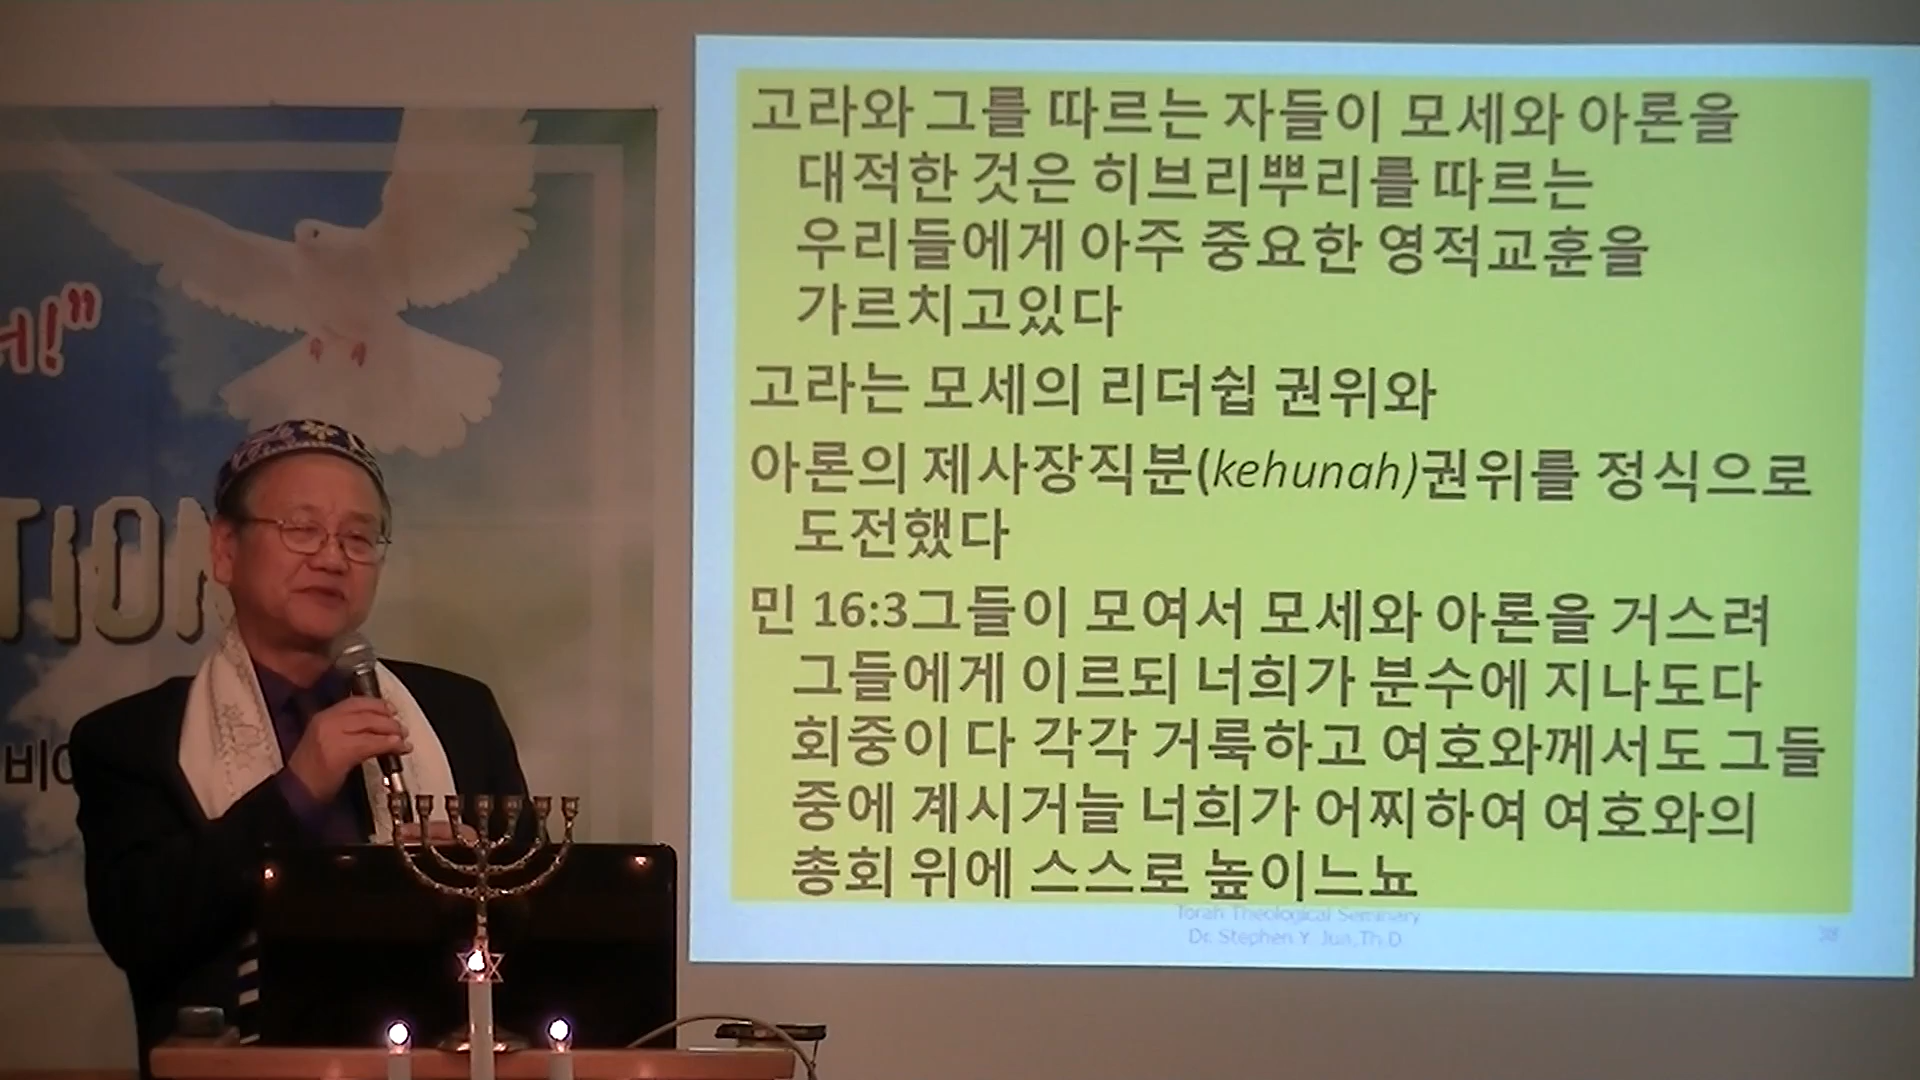 어!”
TION
비
고라와 그를 따르는 자들이 모세와 아론을
대적한 것은 히브리뿌리를 따르는
우리들에게 아주 중요한 영적교훈을
가르치고있다
고라는 모세의 리더쉽 권위와
아론의 제사장직분(kehunah)권위를 정식으로
도전했다
민 16:3그들이 모여서 모세와 아론을 거스려
그들에게 이르되 너희가 분수에 지나도다
회중이 다 각각 거룩하고 여호와께서도 그들
중에 계시거늘 너희가 어찌하여 여호와의
총회 위에 스스로 높이느뇨
Torah Theological Seminary
Dr. Stephen Y. Jun,Th.D
38